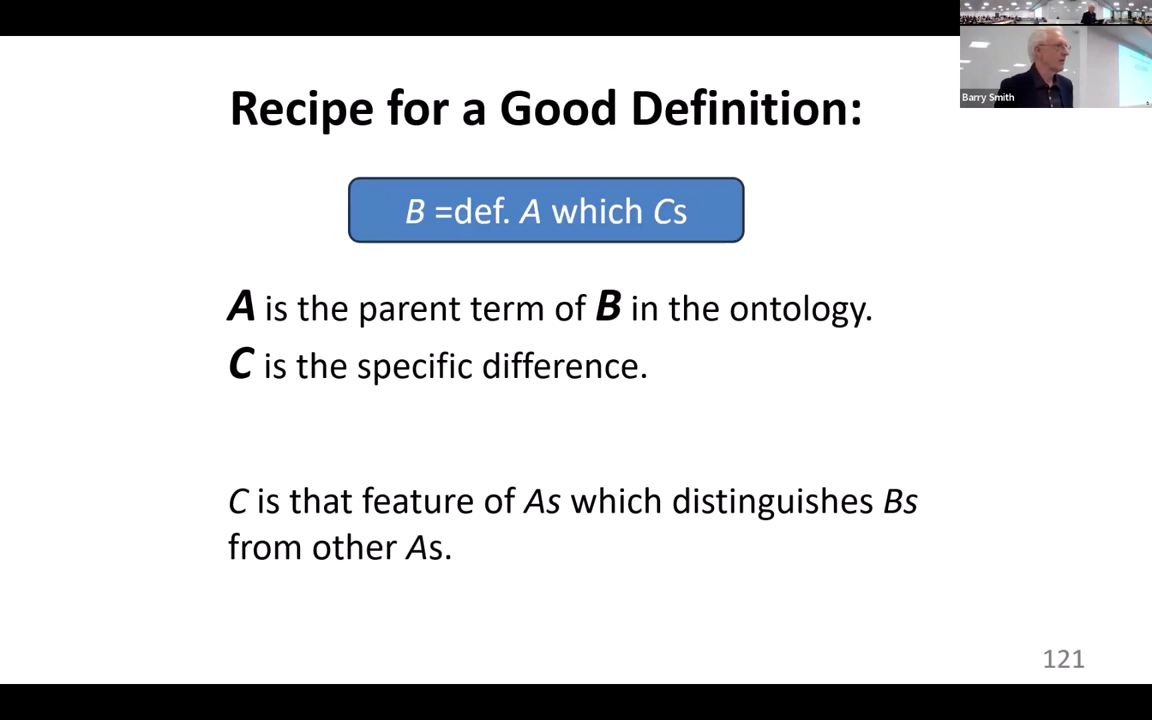 Barry Smith
Recipe for a Good Definition:
B =def. A which Cs
A is the parent term of B in the ontology.
C is the specific difference.
C is that feature of As which distinguishes Bs
from other As.
121